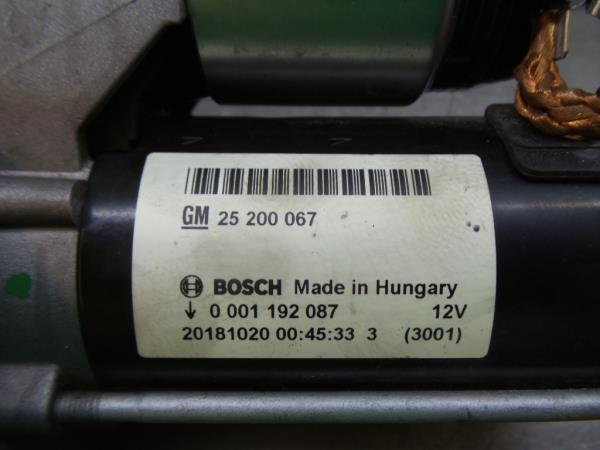 GM 25 200 067
BOSCH Made in Hungary
↓ 0 001 192 087 12V
20181020 00:45:33 3 (3001)